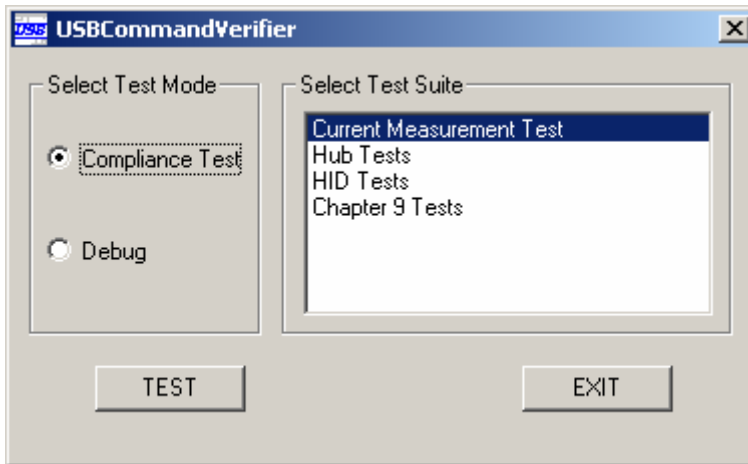 USB USBCommandVerifier
Select Test Mode
Compliance Test
Debug
Select Test Suite
Current Measurement Test
Hub Tests
HID Tests
Chapter 9 Tests
TEST
EXIT